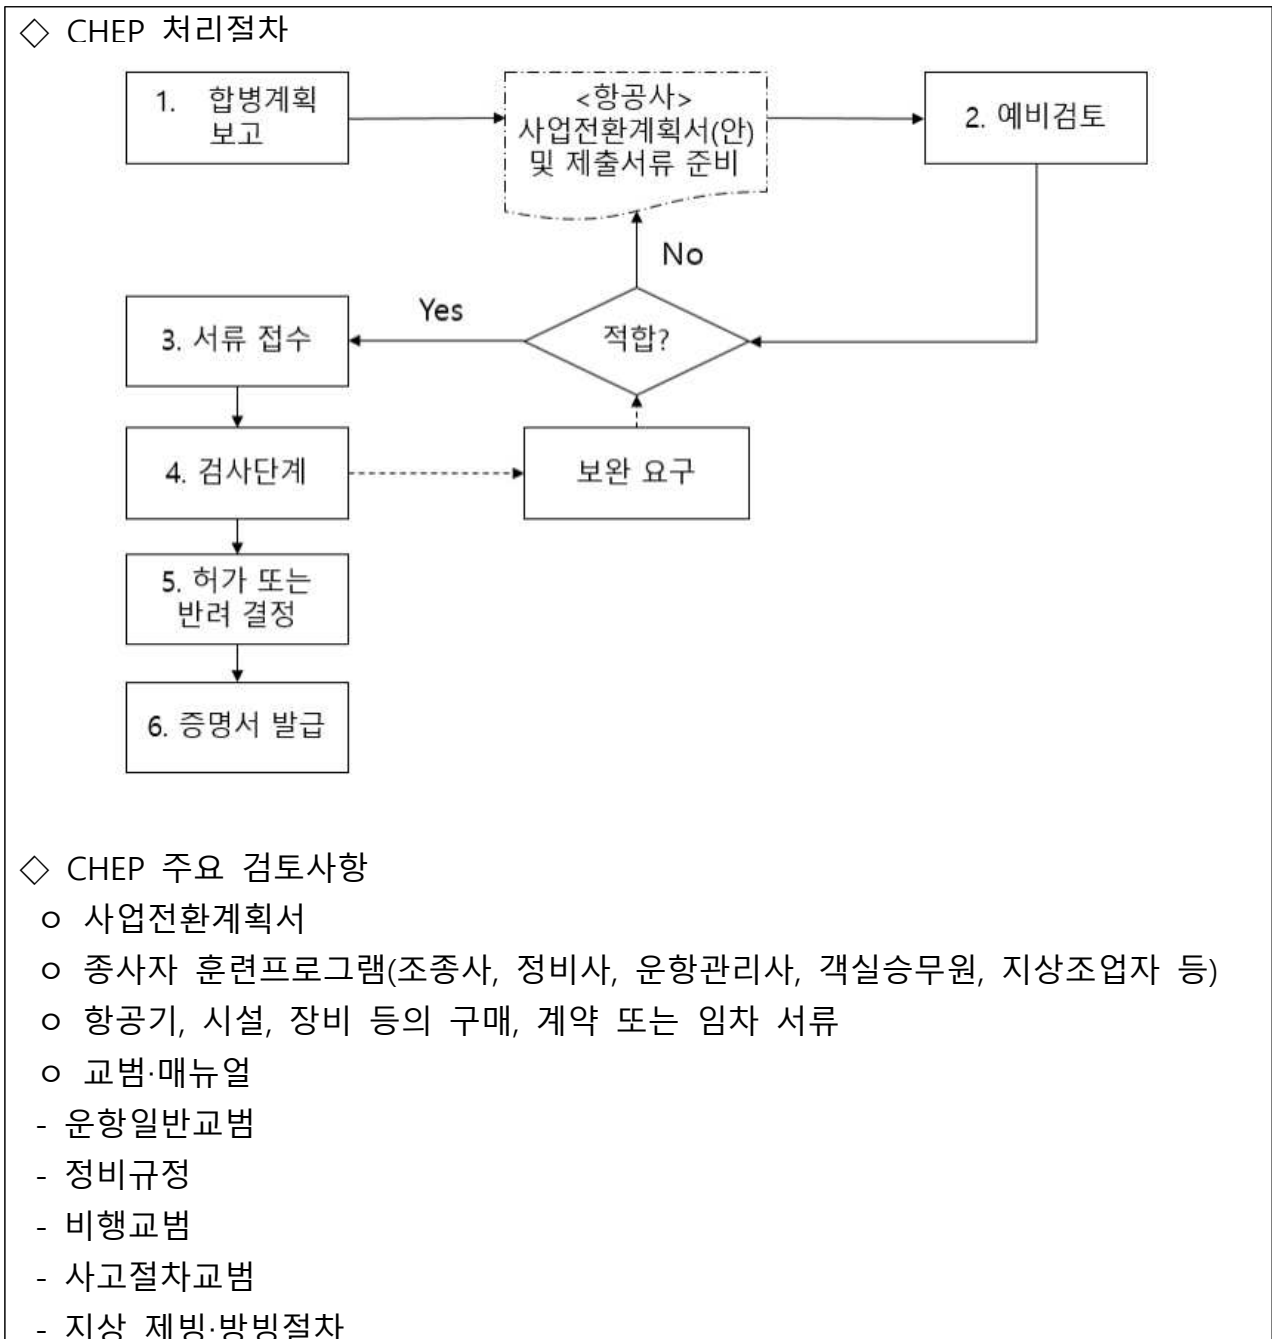 ◇ CHEP 처리절차
1. 합병계획
보고
<항공사>
사업전환계획서(안)
및 제출서류 준비
2. 예비검토
No
Yes
3. 서류 접수
적합?
4. 검사단계
보완 요구
5. 허가 또는
반려 결정
6. 증명서 발급
◇ CHEP 주요 검토사항
ㅇ 사업전환계획서
ㅇ 종사자 훈련프로그램(조종사, 정비사, 운항관리사, 객실승무원, 지상조업자 등)
ㅇ 항공기, 시설, 장비 등의 구매, 계약 또는 임차 서류
ㅇ 교범·매뉴얼
- 운항일반교범
- 정비규정
- 비행교범
- 사고절차교범
- 지상 제빙·방빙절차